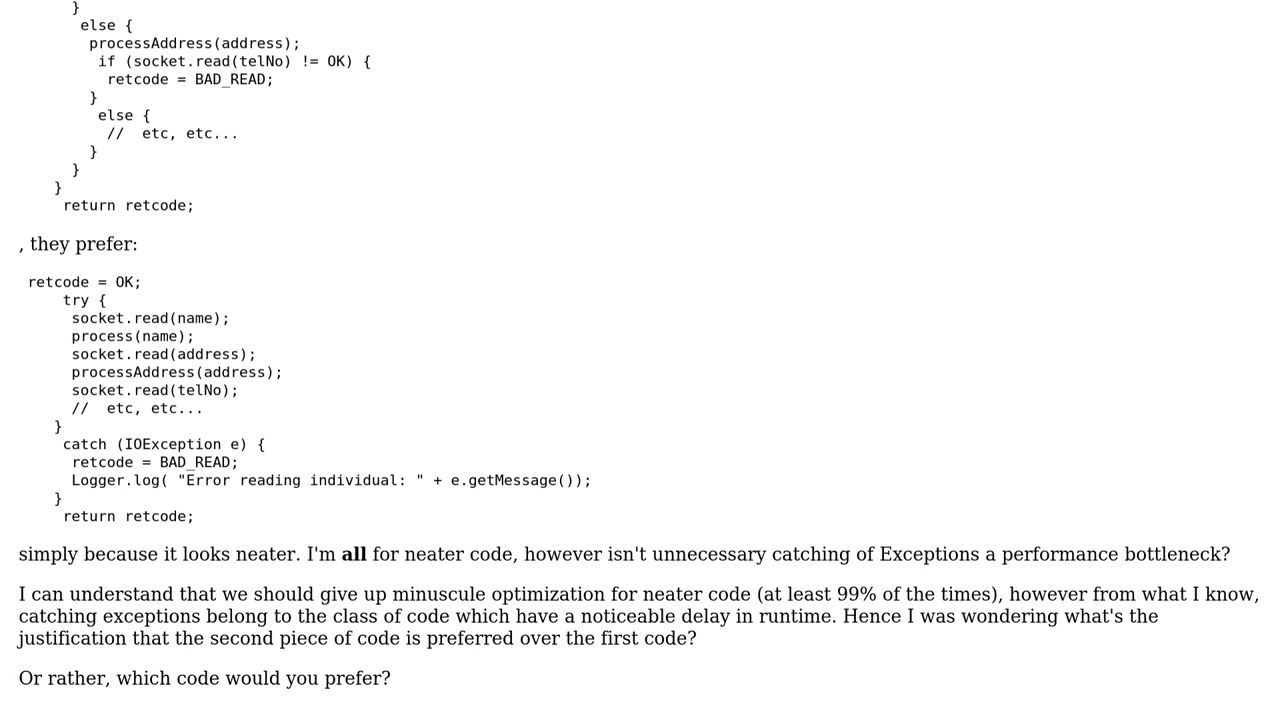 }
else {
processAddress(address);
if (socket.read(telNo) != OK) {
retcode = BAD_READ;
}
else {
//  etc, etc...
}
}
}
return retcode;
, they prefer:
retcode = OK;
try {
socket.read(name);
process(name);
socket.read(address);
processAddress(address);
socket.read(telNo);
//  etc, etc...
}
catch (IOException e) {
retcode = BAD_READ;
Logger.log( "Error reading individual: " + e.getMessage());
}
return retcode;
simply because it looks neater. I'm all for neater code, however isn't unnecessary catching of Exceptions a performance bottleneck?
I can understand that we should give up minuscule optimization for neater code (at least 99% of the times), however from what I know,
catching exceptions belong to the class of code which have a noticeable delay in runtime. Hence I was wondering what's the
justification that the second piece of code is preferred over the first code?
Or rather, which code would you prefer?